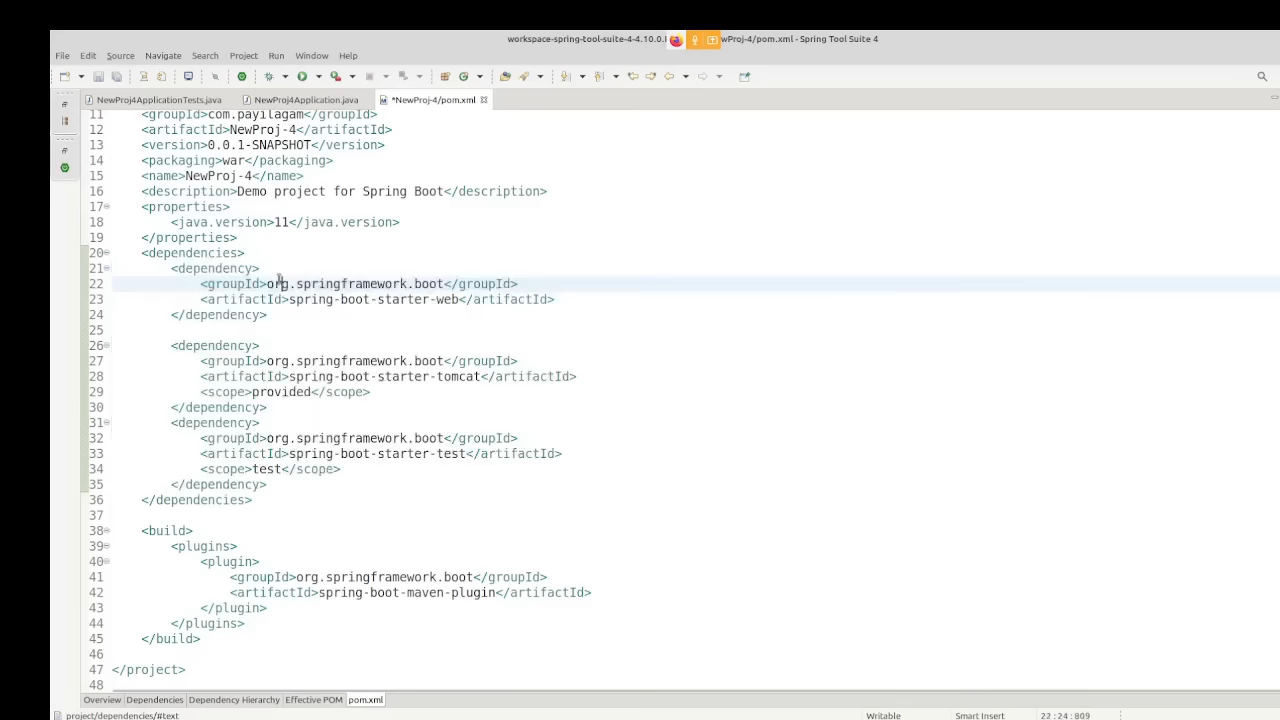 workspace-spring-tool-suite-4-4.10.0. wProj-4/pom.xml - Spring Tool Suite 4
File Edit Source Navigate Search Project Run Window Help
NewProj4ApplicationTests.java NewProj4Application.java *NewProj-4/pom.xml
11 <groupId>com.payilagam</groupId>
12 <artifactId>NewProj-4</artifactId>
13 <version>0.0.1-SNAPSHOT</version>
14 <packaging>war</packaging>
15 <name>NewProj-4</name>
16 <description>Demo project for Spring Boot</description>
17 <properties>
18 <java.version>11</java.version>
19 </properties>
20 <dependencies>
21 <dependency>
22 <groupId>org.springframework.boot</groupId>
23 <artifactId>spring-boot-starter-web</artifactId>
24 </dependency>
25
26 <dependency>
27 <groupId>org.springframework.boot</groupId>
28 <artifactId>spring-boot-starter-tomcat</artifactId>
29 <scope>provided</scope>
30 </dependency>
31 <dependency>
32 <groupId>org.springframework.boot</groupId>
33 <artifactId>spring-boot-starter-test</artifactId>
34 <scope>test</scope>
35 </dependency>
36 </dependencies>
37
38 <build>
39 <plugins>
40 <plugin>
41 <groupId>org.springframework.boot</groupId>
42 <artifactId>spring-boot-maven-plugin</artifactId>
43 </plugin>
44 </plugins>
45 </build>
46
47 </project>
48
Overview Dependencies Dependency Hierarchy Effective POM pom.xml
project/dependencies/#text Writable Smart Insert 22 : 24 : 809